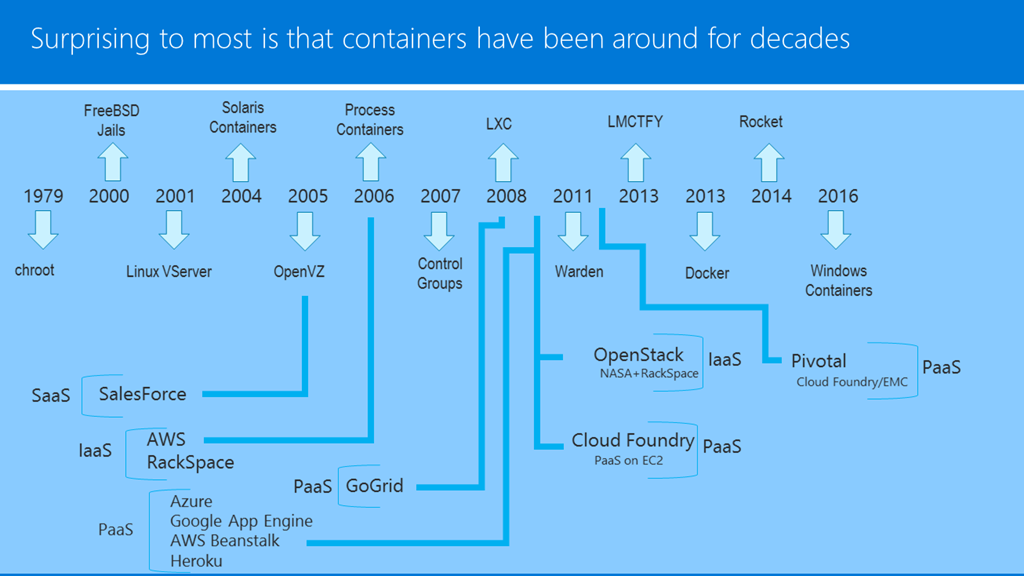 Surprising to most is that containers have been around for decades
FreeBSD
Jails
Solaris
Containers
Process
Containers
LXC
LMCTFY
Rocket
1979 2000 2001 2004 2005 2006 2007 2008 2011 2013 2013 2014 2016
chroot
Linux VServer
OpenVZ
Control
Groups
Warden
Docker
Windows
Containers
SaaS
SalesForce
IaaS
AWS
RackSpace
PaaS
GoGrid
PaaS
Azure
Google App Engine
AWS Beanstalk
Heroku
OpenStack
NASA+RackSpace
IaaS
Cloud Foundry
PaaS on EC2
PaaS
Pivotal
Cloud Foundry/EMC
PaaS